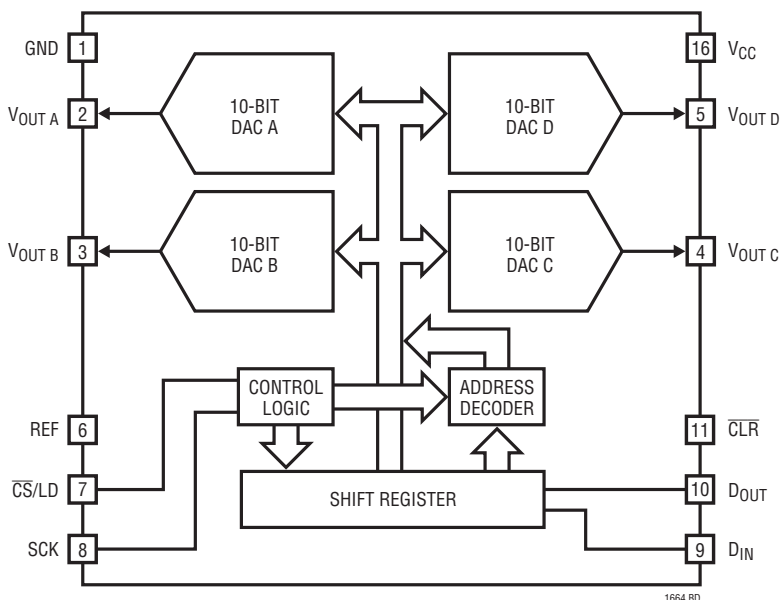 GND 1
16 VCC
VOUT A 2
10-BIT
DAC A
10-BIT
DAC D
5 VOUT D
VOUT B 3
10-BIT
DAC B
10-BIT
DAC C
4 VOUT C
CONTROL
LOGIC
ADDRESS
DECODER
REF 6
11 C̅L̅R̅
C̅S̅/LD 7
SHIFT REGISTER
10 DOUT
SCK 8
9 DIN
1664 BD